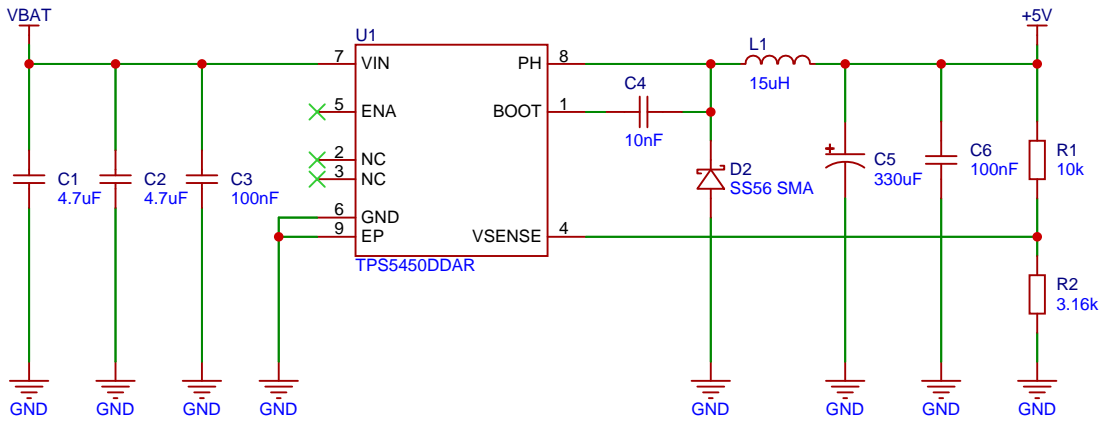 VBAT
+5V
U1
7
VIN
PH
8
L1
15uH
5
ENA
BOOT
1
C4
10nF
2
NC
3
NC
C1
4.7uF
C2
4.7uF
C3
100nF
D2
SS56 SMA
C5
330uF
C6
100nF
R1
10k
6
GND
9
EP
VSENSE
4
TPS5450DDAR
R2
3.16k
GND
GND
GND
GND
GND
GND
GND
GND